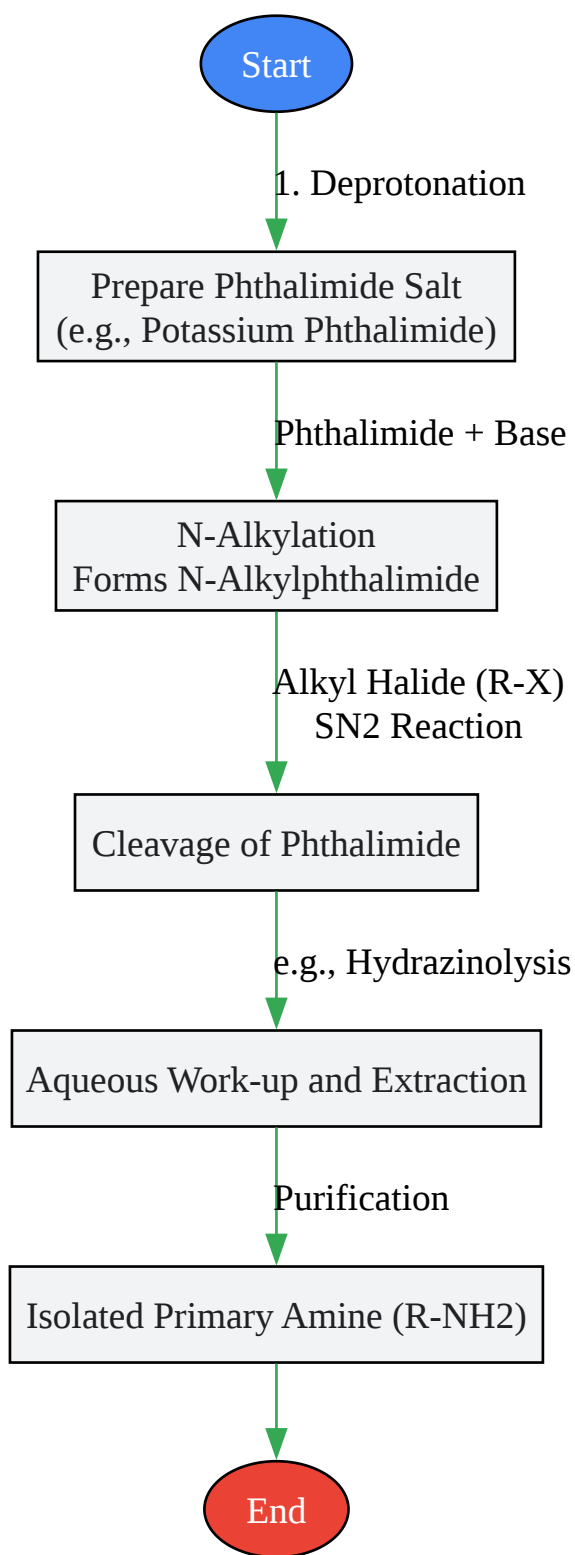 Start
1. Deprotonation
Prepare Phthalimide Salt
(e.g., Potassium Phthalimide)
Phthalimide + Base
N-Alkylation
Forms N-Alkylphthalimide
Alkyl Halide (R-X)
SN2 Reaction
Cleavage of Phthalimide
e.g., Hydrazinolysis
Aqueous Work-up and Extraction
Purification
Isolated Primary Amine (R-NH2)
End